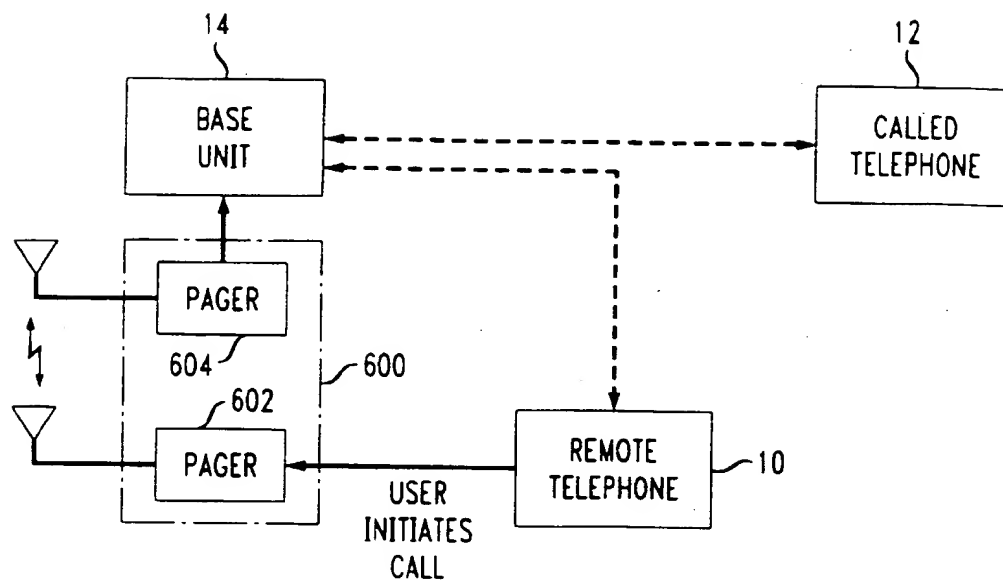 14
BASE
UNIT
12
CALLED
TELEPHONE
PAGER
604
600
602
PAGER
USER
INITIATES
CALL
REMOTE
TELEPHONE
10